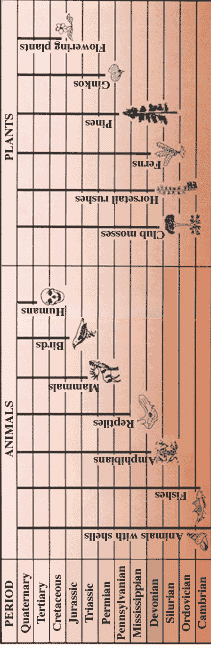 PERIOD
Quaternary
Tertiary
Cretaceous
Jurassic
Triassic
Permian
Pennsylvanian
Mississippian
Devonian
Silurian
Ordovician
Cambrian
ANIMALS
Animals with shells
Fishes
Amphibians
Reptiles
Mammals
Birds
Humans
PLANTS
Club mosses
Horsetail rushes
Ferns
Pines
Ginkos
Flowering plants